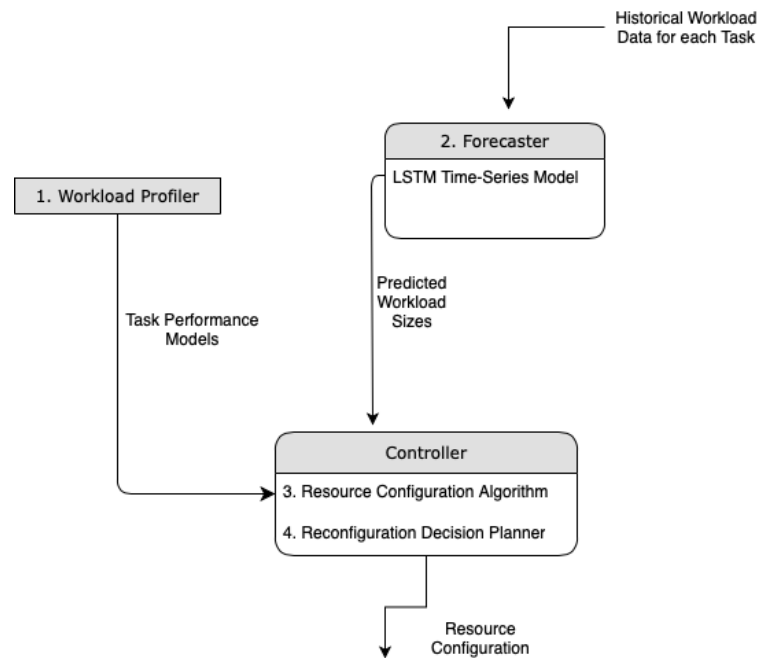 Historical Workload
Data for each Task
2. Forecaster
LSTM Time-Series Model
1. Workload Profiler
Predicted
Workload
Sizes
Task Performance
Models
Controller
3. Resource Configuration Algorithm
4. Reconfiguration Decision Planner
Resource
Configuration